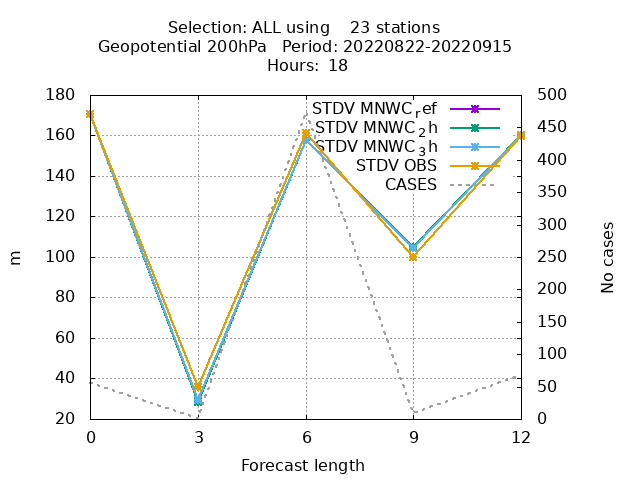 Selection: ALL using 23 stations
Geopotential 200hPa Period: 20220822-20220915
Hours: 18
STDV MNWC_ref
STDV MNWC_2h
STDV MNWC_3h
STDV OBS
CASES
m
180
160
140
120
100
80
60
40
20
500
450
400
350
300
250
200
150
100
50
0
No cases
0 3 6 9 12
Forecast length